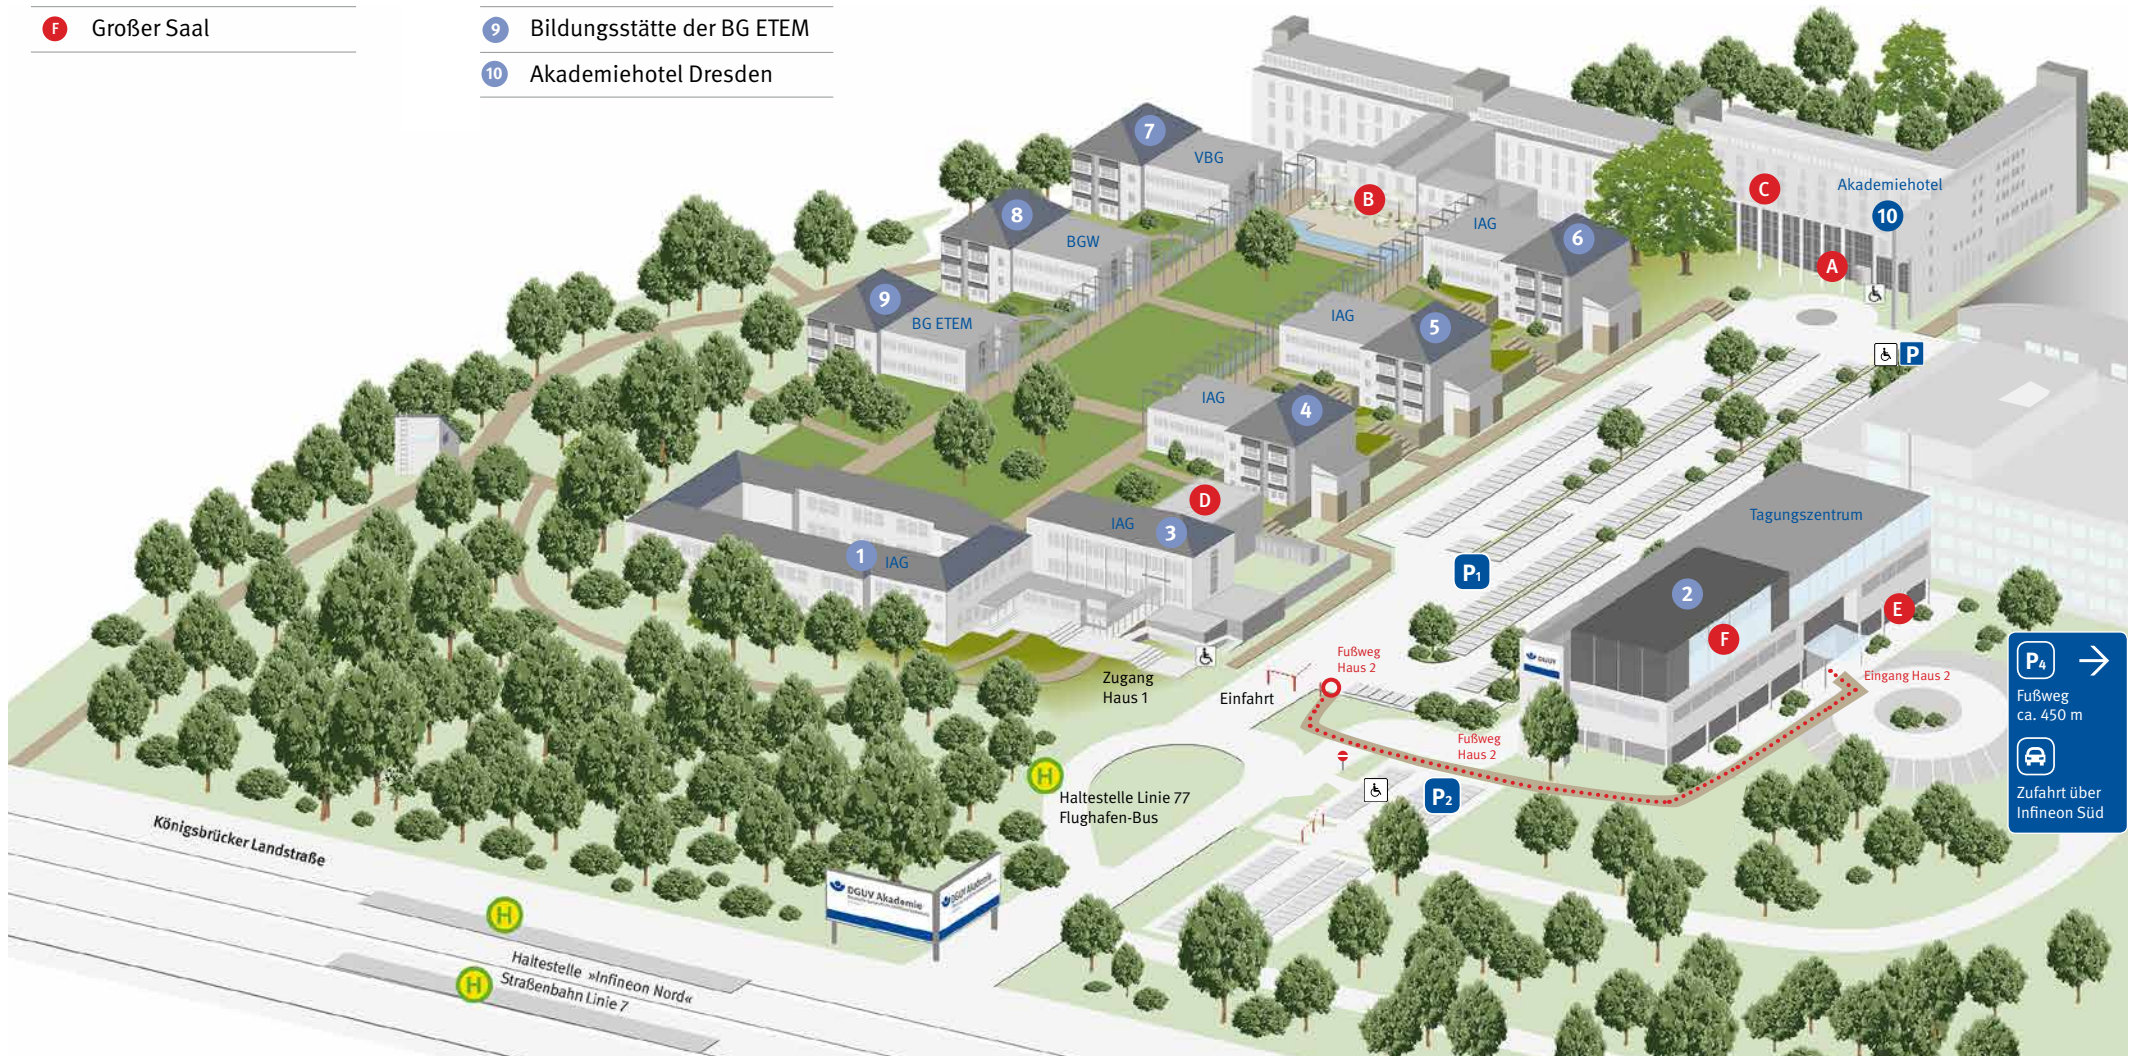 F Großer Saal
9 Bildungsstätte der BG ETEM
10 Akademiehotel Dresden
7
VBG
8
BGW
9
BG ETEM
B
C
Akademiehotel
10
A
IAG
6
IAG
5
IAG
4
P
D
IAG
3
1
IAG
Tagungszentrum
P1
2
F
E
DGUV
Eingang Haus 2
Fußweg
Haus 2
Zugang
Haus 1
Einfahrt
Fußweg
Haus 2
P2
P4
Fußweg
ca. 450 m
Zufahrt über
Infineon Süd
H
Haltestelle Linie 77
Flughafen-Bus
Königsbrücker Landstraße
DGUV Akademie
DGUV Akademie
H
Haltestelle »Infineon Nord«
H
Straßenbahn Linie 7